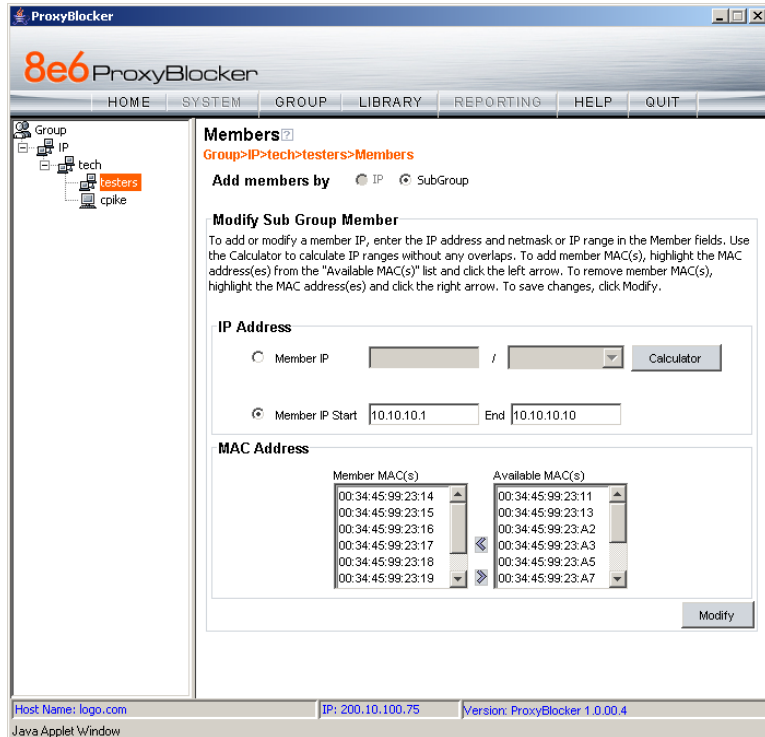 ProxyBlocker
8e6 ProxyBlocker
HOME SYSTEM GROUP LIBRARY REPORTING HELP QUIT
Group
IP
tech
testers
cpike
Members?
Group>IP>tech>testers>Members
Add members by IP SubGroup
Modify Sub Group Member
To add or modify a member IP, enter the IP address and netmask or IP range in the Member fields. Use
the Calculator to calculate IP ranges without any overlaps. To add member MAC(s), highlight the MAC
address(es) from the "Available MAC(s)" list and click the left arrow. To remove member MAC(s),
highlight the MAC address(es) and click the right arrow. To save changes, click Modify.
IP Address
Member IP / Calculator
Member IP Start 10.10.10.1 End 10.10.10.10
MAC Address
Member MAC(s) Available MAC(s)
00:34:45:99:23:14 00:34:45:99:23:11
00:34:45:99:23:15 00:34:45:99:23:13
00:34:45:99:23:16 00:34:45:99:23:A2
00:34:45:99:23:17 00:34:45:99:23:A3
00:34:45:99:23:18 00:34:45:99:23:A5
00:34:45:99:23:19 00:34:45:99:23:A7
Modify
Host Name: logo.com IP: 200.10.100.75 Version: ProxyBlocker 1.0.00.4
Java Applet Window